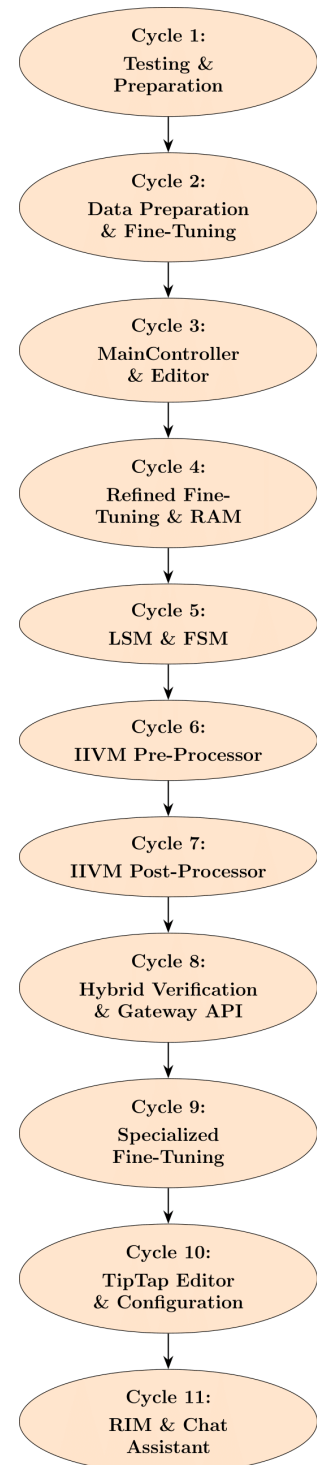 Cycle 1:
Testing &
Preparation
Cycle 2:
Data Preparation
& Fine-Tuning
Cycle 3:
MainController
& Editor
Cycle 4:
Refined Fine-
Tuning & RAM
Cycle 5:
LSM & FSM
Cycle 6:
IIVM Pre-Processor
Cycle 7:
IIVM Post-Processor
Cycle 8:
Hybrid Verification
& Gateway API
Cycle 9:
Specialized
Fine-Tuning
Cycle 10:
TipTap Editor
& Configuration
Cycle 11:
RIM & Chat
Assistant